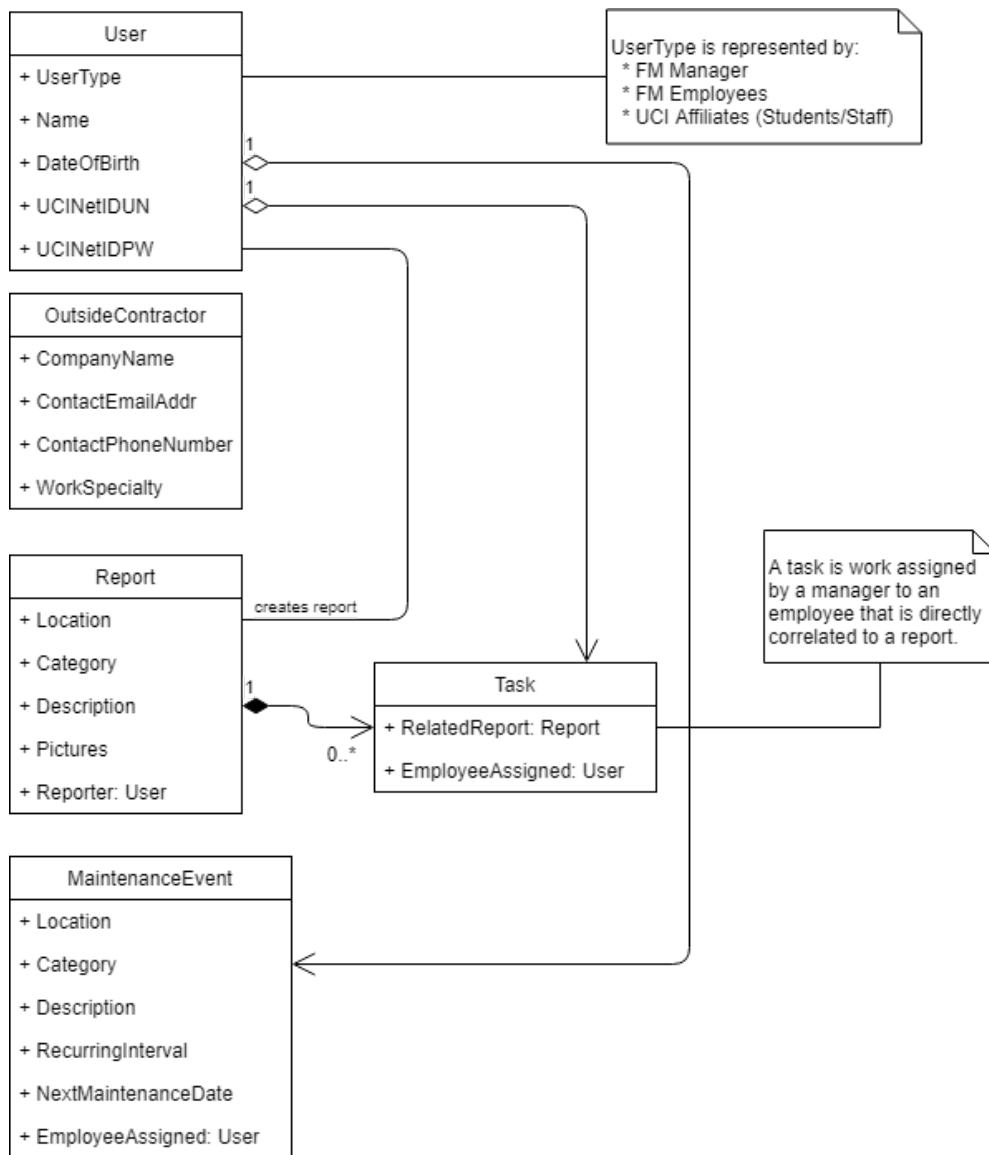 User
+ UserType
+ Name
+ DateOfBirth
+ UCINetIDUN
+ UCINetIDPW
UserType is represented by:
* FM Manager
* FM Employees
* UCI Affiliates (Students/Staff)
1
1
OutsideContractor
+ CompanyName
+ ContactEmailAddr
+ ContactPhoneNumber
+ WorkSpecialty
Report
+ Location
+ Category
+ Description
+ Pictures
+ Reporter: User
creates report
1
0..*
Task
+ RelatedReport: Report
+ EmployeeAssigned: User
A task is work assigned
by a manager to an
employee that is directly
correlated to a report.
MaintenanceEvent
+ Location
+ Category
+ Description
+ RecurringInterval
+ NextMaintenanceDate
+ EmployeeAssigned: User